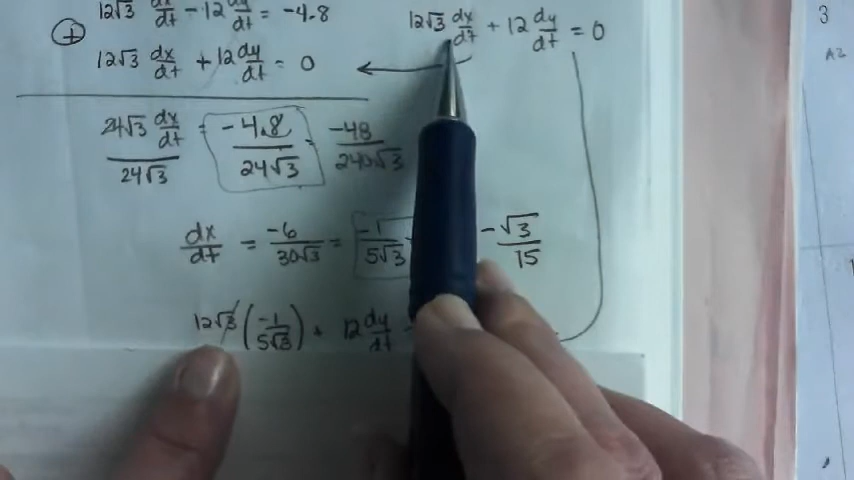 12√3 dx/dt - 12 dy/dt = -4.8
12√3 dx/dt + 12 dy/dt = 0
+
12√3 dx/dt + 12 dy/dt = 0
24√3 dx/dt / 24√3 = -4.8 / 24√3 = -48 / 240√3
dx/dt = -6 / 30√3 = -1 / 5√3 -√3 / 15
12√3 (-1 / 5√3) + 12 dy/dt
3